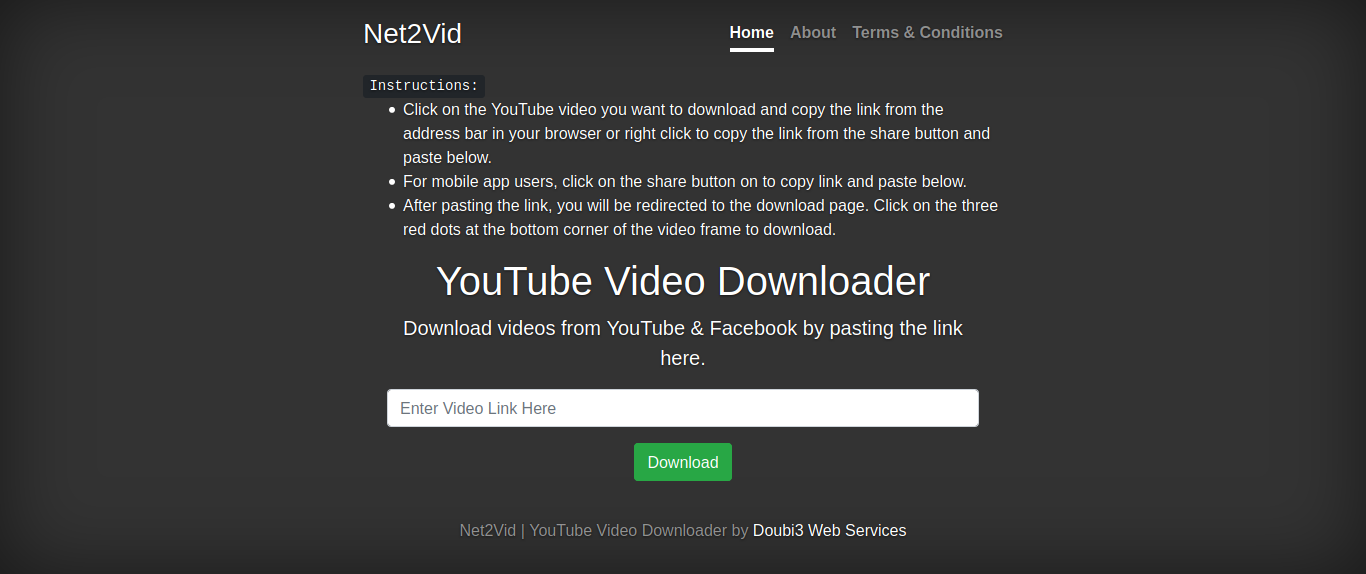 Net2Vid
Home About Terms & Conditions
Instructions:
Click on the YouTube video you want to download and copy the link from the
address bar in your browser or right click to copy the link from the share button and
paste below.
For mobile app users, click on the share button on to copy link and paste below.
After pasting the link, you will be redirected to the download page. Click on the three
red dots at the bottom corner of the video frame to download.
YouTube Video Downloader
Download videos from YouTube & Facebook by pasting the link
here.
Enter Video Link Here
Download
Net2Vid | YouTube Video Downloader by Doubi3 Web Services